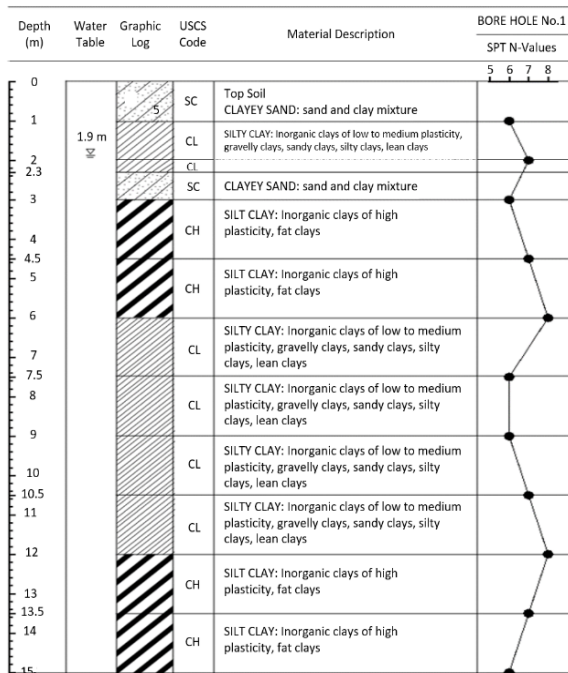 Depth (m)
Water Table
Graphic Log
USCS Code
Material Description
BORE HOLE No.1
SPT N-Values
5 6 7 8
0
5
SC
Top Soil
CLAYEY SAND: sand and clay mixture
1
1.9 m
CL
SILTY CLAY: Inorganic clays of low to medium plasticity,
gravelly clays, sandy clays, silty clays, lean clays
2
CL
2.3
SC
CLAYEY SAND: sand and clay mixture
3
CH
SILT CLAY: Inorganic clays of high
plasticity, fat clays
4
4.5
5
CH
SILT CLAY: Inorganic clays of high
plasticity, fat clays
6
CL
SILTY CLAY: Inorganic clays of low to medium
plasticity, gravelly clays, sandy clays, silty
clays, lean clays
7
7.5
8
CL
SILTY CLAY: Inorganic clays of low to medium
plasticity, gravelly clays, sandy clays, silty
clays, lean clays
9
CL
SILTY CLAY: Inorganic clays of low to medium
plasticity, gravelly clays, sandy clays, silty
clays, lean clays
10
10.5
11
CL
SILTY CLAY: Inorganic clays of low to medium
plasticity, gravelly clays, sandy clays, silty
clays, lean clays
12
CH
SILT CLAY: Inorganic clays of high
plasticity, fat clays
13
13.5
14
CH
SILT CLAY: Inorganic clays of high
plasticity, fat clays
15